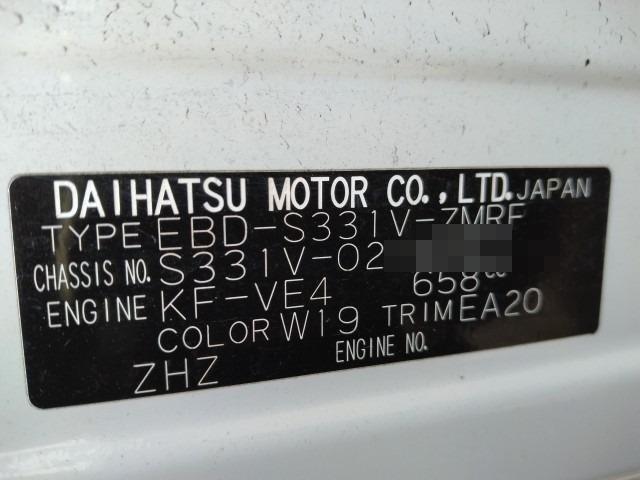 DAIHATSU MOTOR CO., LTD. JAPAN
TYPE EBD-S331V-ZMRF
CHASSIS NO. S331V-02
ENGINE KF-VE4 658cc
COLOR W19 TRIM EA20
ENGINE NO.
ZHZ